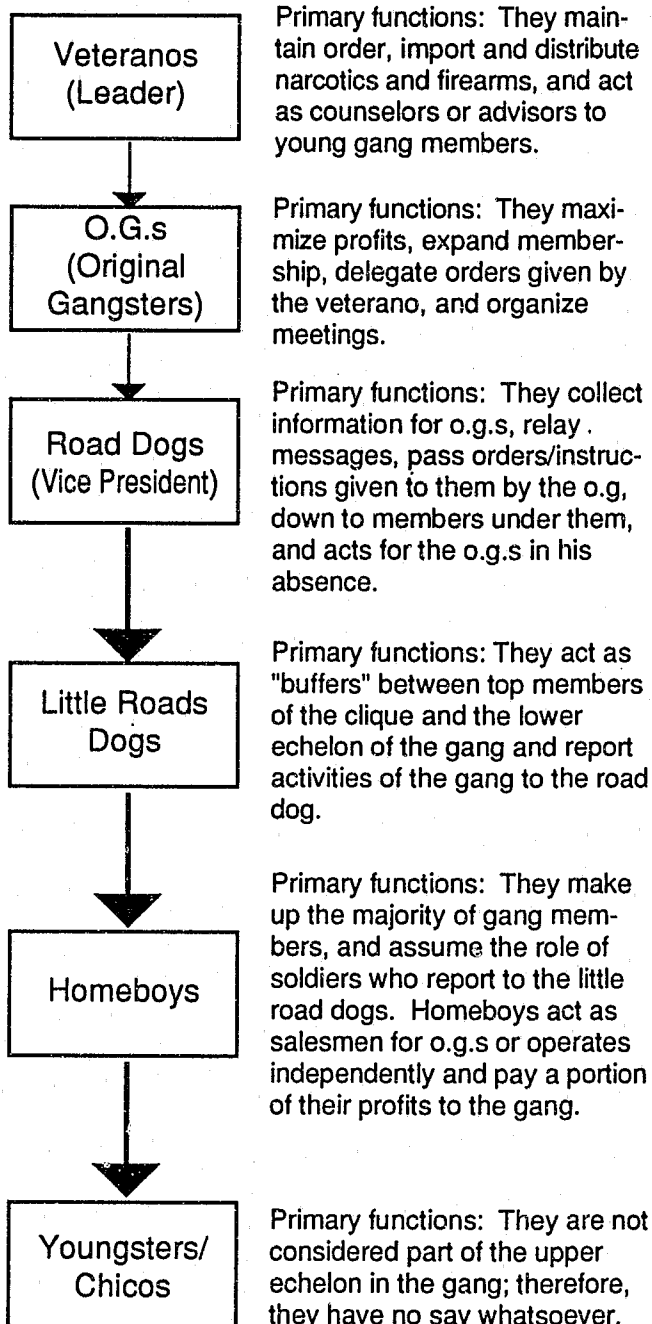 Veteranos
(Leader)
Primary functions: They main-
tain order, import and distribute
narcotics and firearms, and act
as counselors or advisors to
young gang members.
O.G.s
(Original
Gangsters)
Primary functions: They maxi-
mize profits, expand member-
ship, delegate orders given by
the veterano, and organize
meetings.
Road Dogs
(Vice President)
Primary functions: They collect
information for o.g.s, relay .
messages, pass orders/instruc-
tions given to them by the o.g,
down to members under them,
and acts for the o.g.s in his
absence.
Little Roads
Dogs
Primary functions: They act as
"buffers" between top members
of the clique and the lower
echelon of the gang and report
activities of the gang to the road
dog.
Homeboys
Primary functions: They make
up the majority of gang mem-
bers, and assume the role of
soldiers who report to the little
road dogs. Homeboys act as
salesmen for o.g.s or operates
independently and pay a portion
of their profits to the gang.
Youngsters/
Chicos
Primary functions: They are not
considered part of the upper
echelon in the gang; therefore,
they have no say whatsoever.